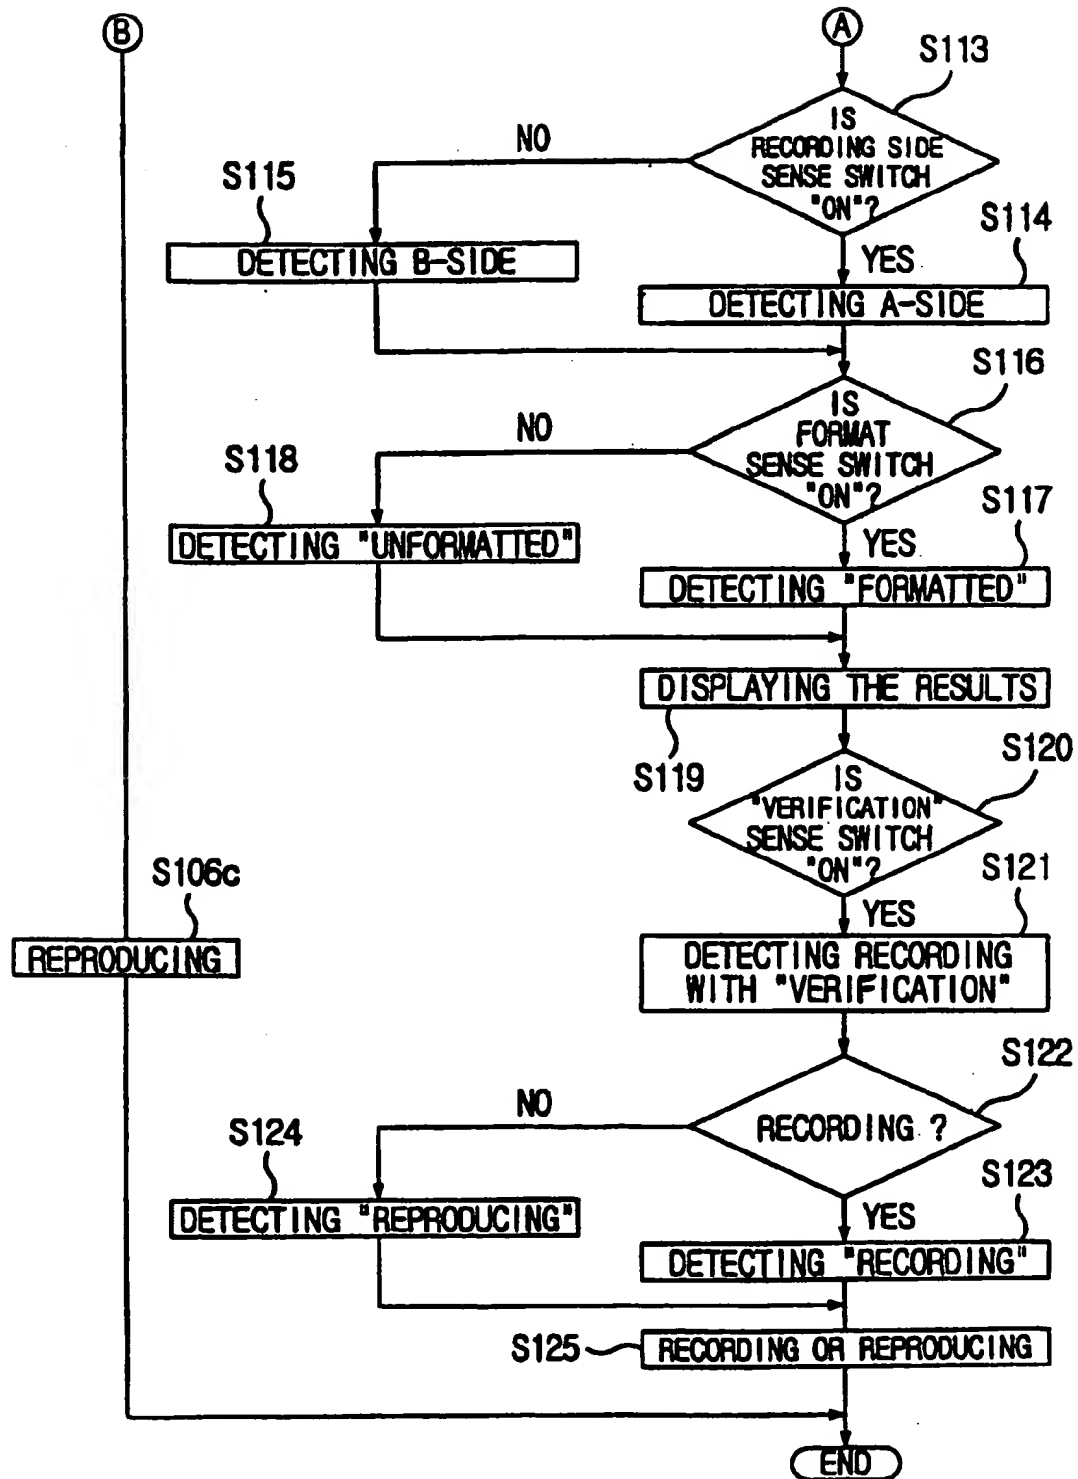 B
A
S113
IS
RECORDING SIDE
SENSE SWITCH
"ON"?
NO
S115
DETECTING B-SIDE
YES
S114
DETECTING A-SIDE
S116
IS
FORMAT
SENSE SWITCH
"ON"?
NO
S118
DETECTING "UNFORMATTED"
YES
S117
DETECTING "FORMATTED"
DISPLAYING THE RESULTS
S119
S120
IS
"VERIFICATION"
SENSE SWITCH
"ON"?
S106c
REPRODUCING
YES
S121
DETECTING RECORDING
WITH "VERIFICATION"
S122
RECORDING ?
NO
S124
DETECTING "REPRODUCING"
YES
S123
DETECTING "RECORDING"
S125
RECORDING OR REPRODUCING
END